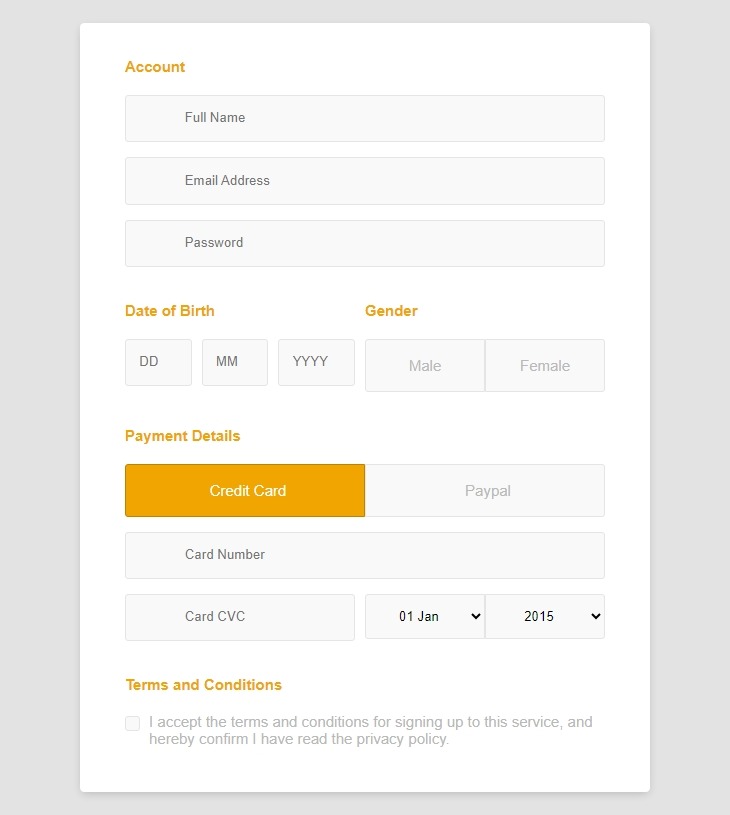 Account
Full Name
Email Address
Password
Date of Birth
Gender
DD
MM
YYYY
Male
Female
Payment Details
Credit Card
Paypal
Card Number
Card CVC
01 Jan
2015
Terms and Conditions
I accept the terms and conditions for signing up to this service, and
hereby confirm I have read the privacy policy.